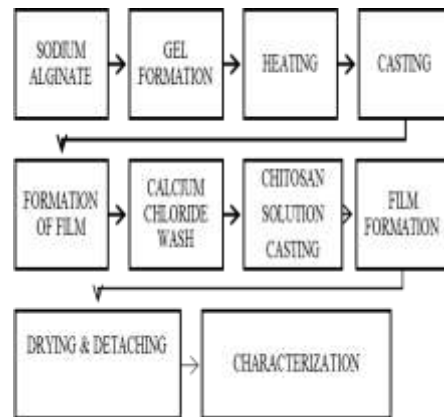 SODIUM
ALGINATE
GEL
FORMATION
HEATING
CASTING
FORMATION
OF FILM
CALCIUM
CHLORIDE
WASH
CHITOSAN
SOLUTION
CASTING
FILM
FORMATION
DRYING & DETACHING
CHARACTERIZATION